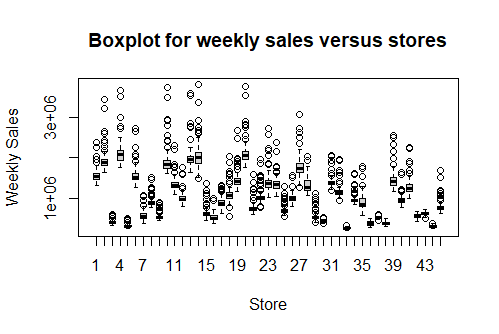 Boxplot for weekly sales versus stores
Weekly Sales
3e+06
1e+06
1 4 7 11 15 19 23 27 31 35 39 43
Store